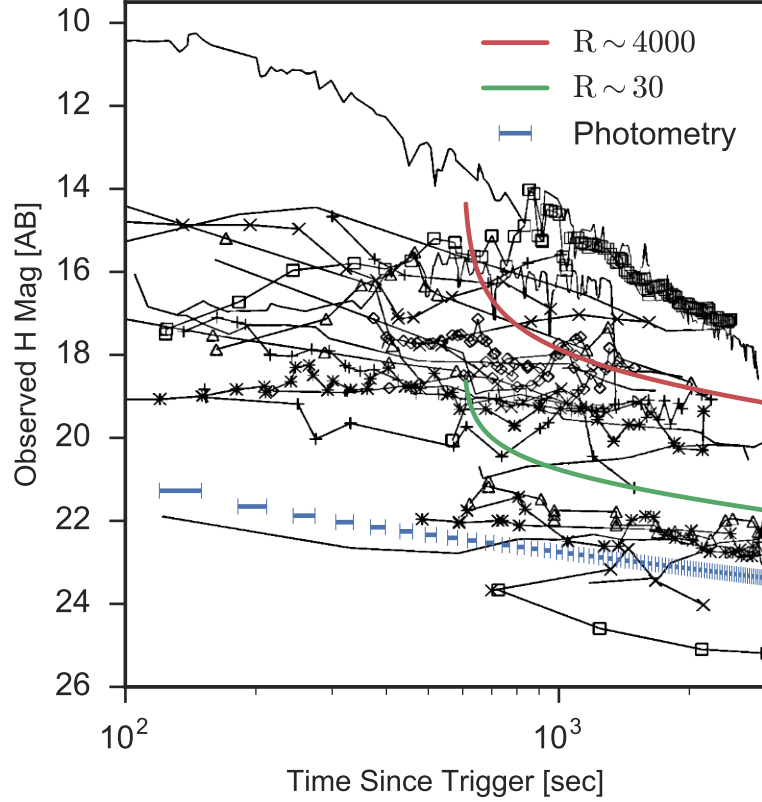 R ~ 4000
R ~ 30
Photometry
10
12
14
16
18
20
22
24
26
Observed H Mag [AB]
10²
10³
Time Since Trigger [sec]